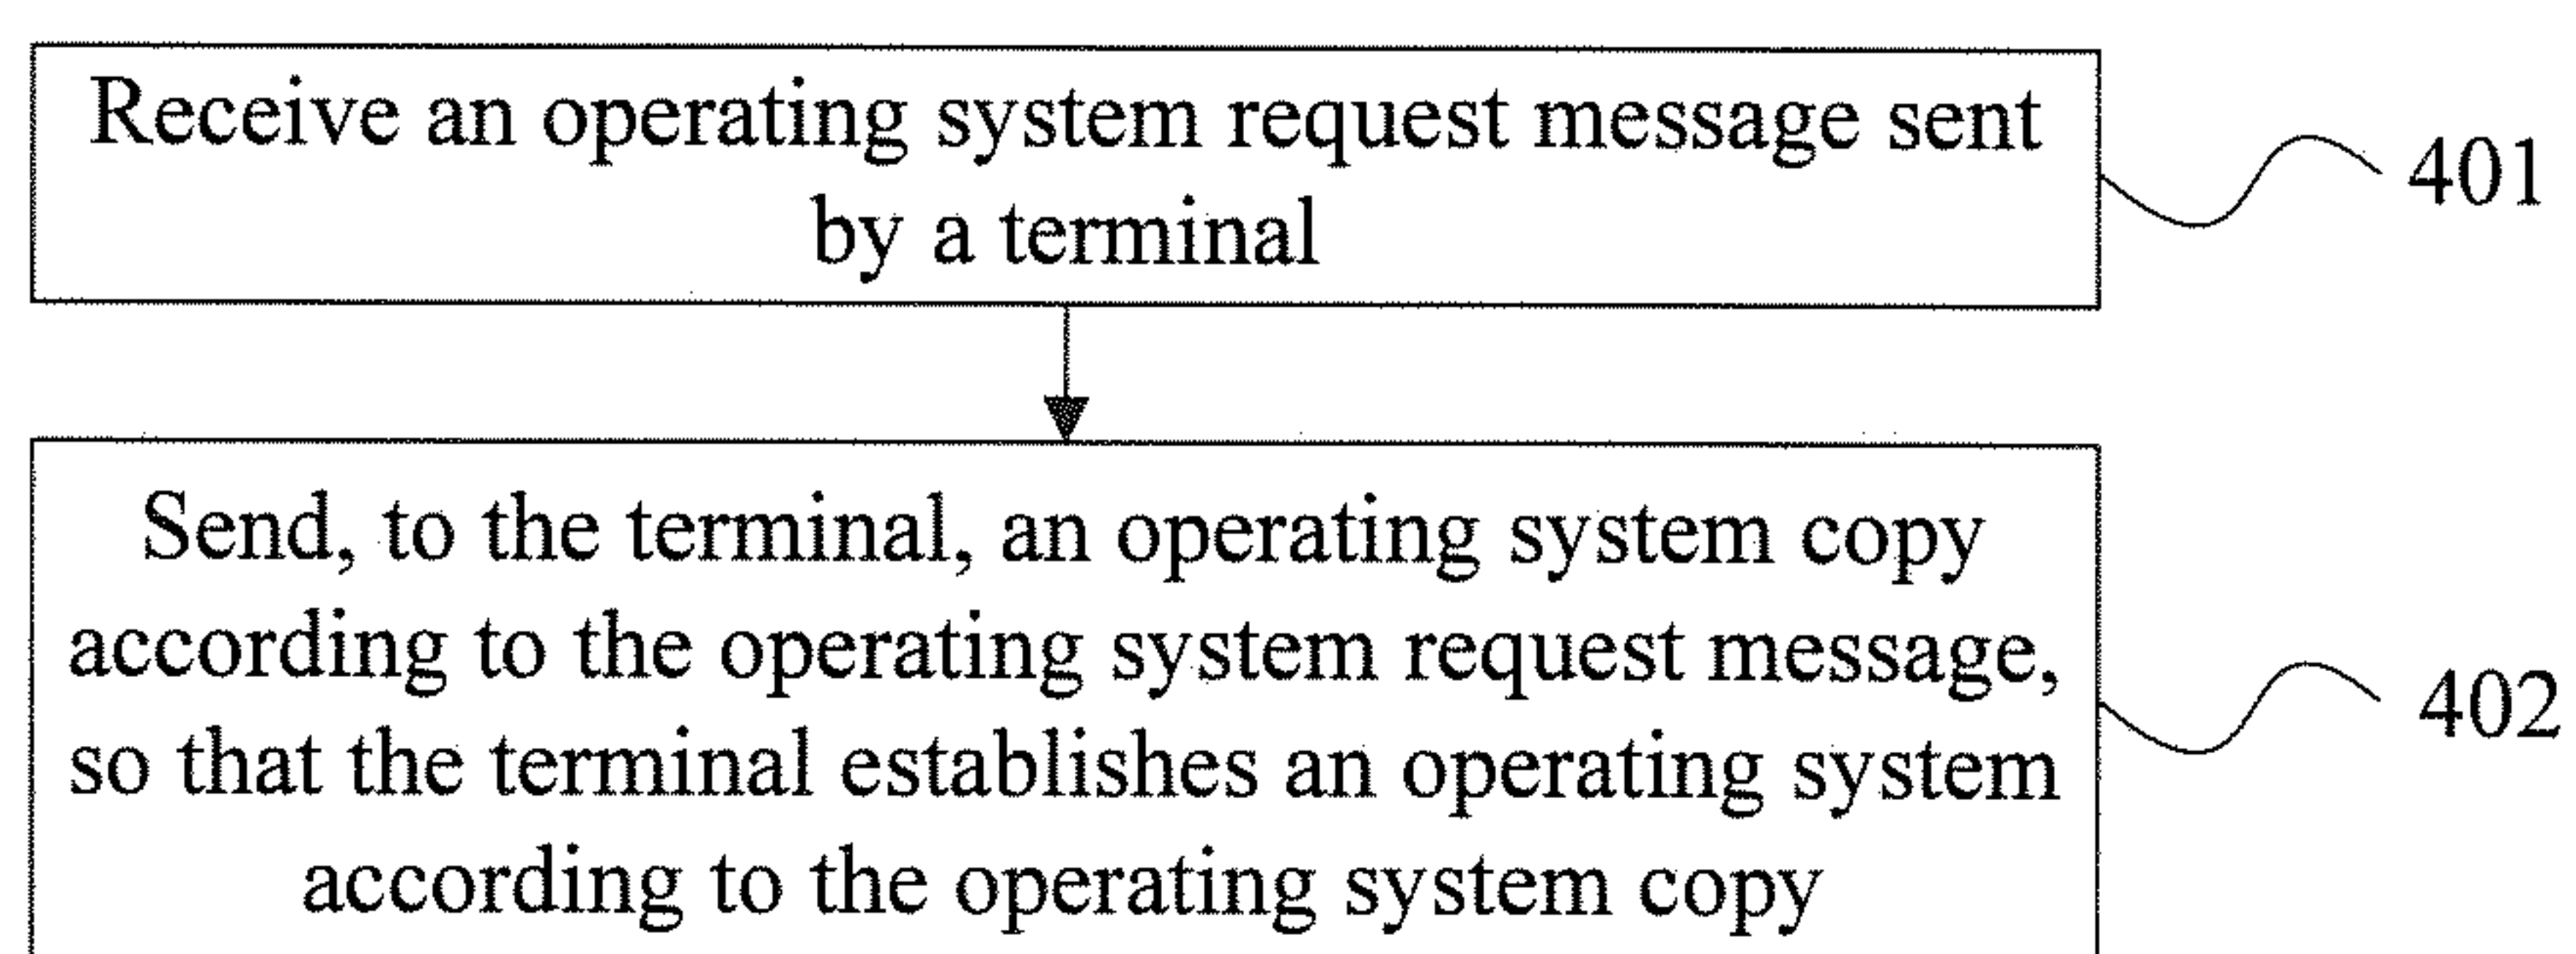 Receive an operating system request message sent
by a terminal
401
Send, to the terminal, an operating system copy
according to the operating system request message,
so that the terminal establishes an operating system
according to the operating system copy
402